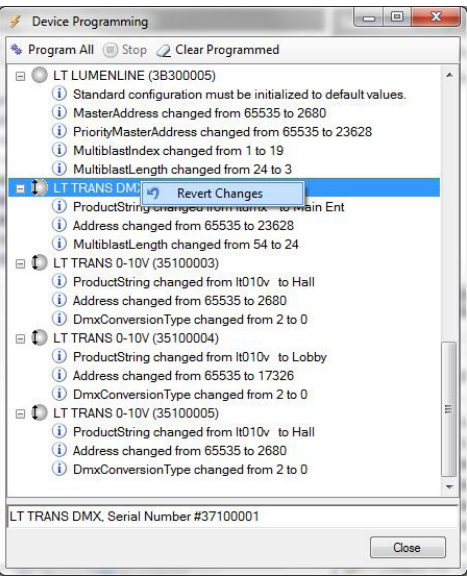 Device Programming
Program All Stop Clear Programmed
LT LUMENLINE (3B300005)
Standard configuration must be initialized to default values.
MasterAddress changed from 65535 to 2680
PriorityMasterAddress changed from 65535 to 23628
MultiblastIndex changed from 1 to 19
MultiblastLength changed from 24 to 3
LT TRANS DM
Revert Changes
ProductString changed from ltdmx to Main Ent
Address changed from 65535 to 23628
MultiblastLength changed from 54 to 24
LT TRANS 0-10V (35100003)
ProductString changed from lt010v to Hall
Address changed from 65535 to 2680
DmxConversionType changed from 2 to 0
LT TRANS 0-10V (35100004)
ProductString changed from lt010v to Lobby
Address changed from 65535 to 17326
DmxConversionType changed from 2 to 0
LT TRANS 0-10V (35100005)
ProductString changed from lt010v to Hall
Address changed from 65535 to 2680
DmxConversionType changed from 2 to 0
LT TRANS DMX, Serial Number #37100001
Close